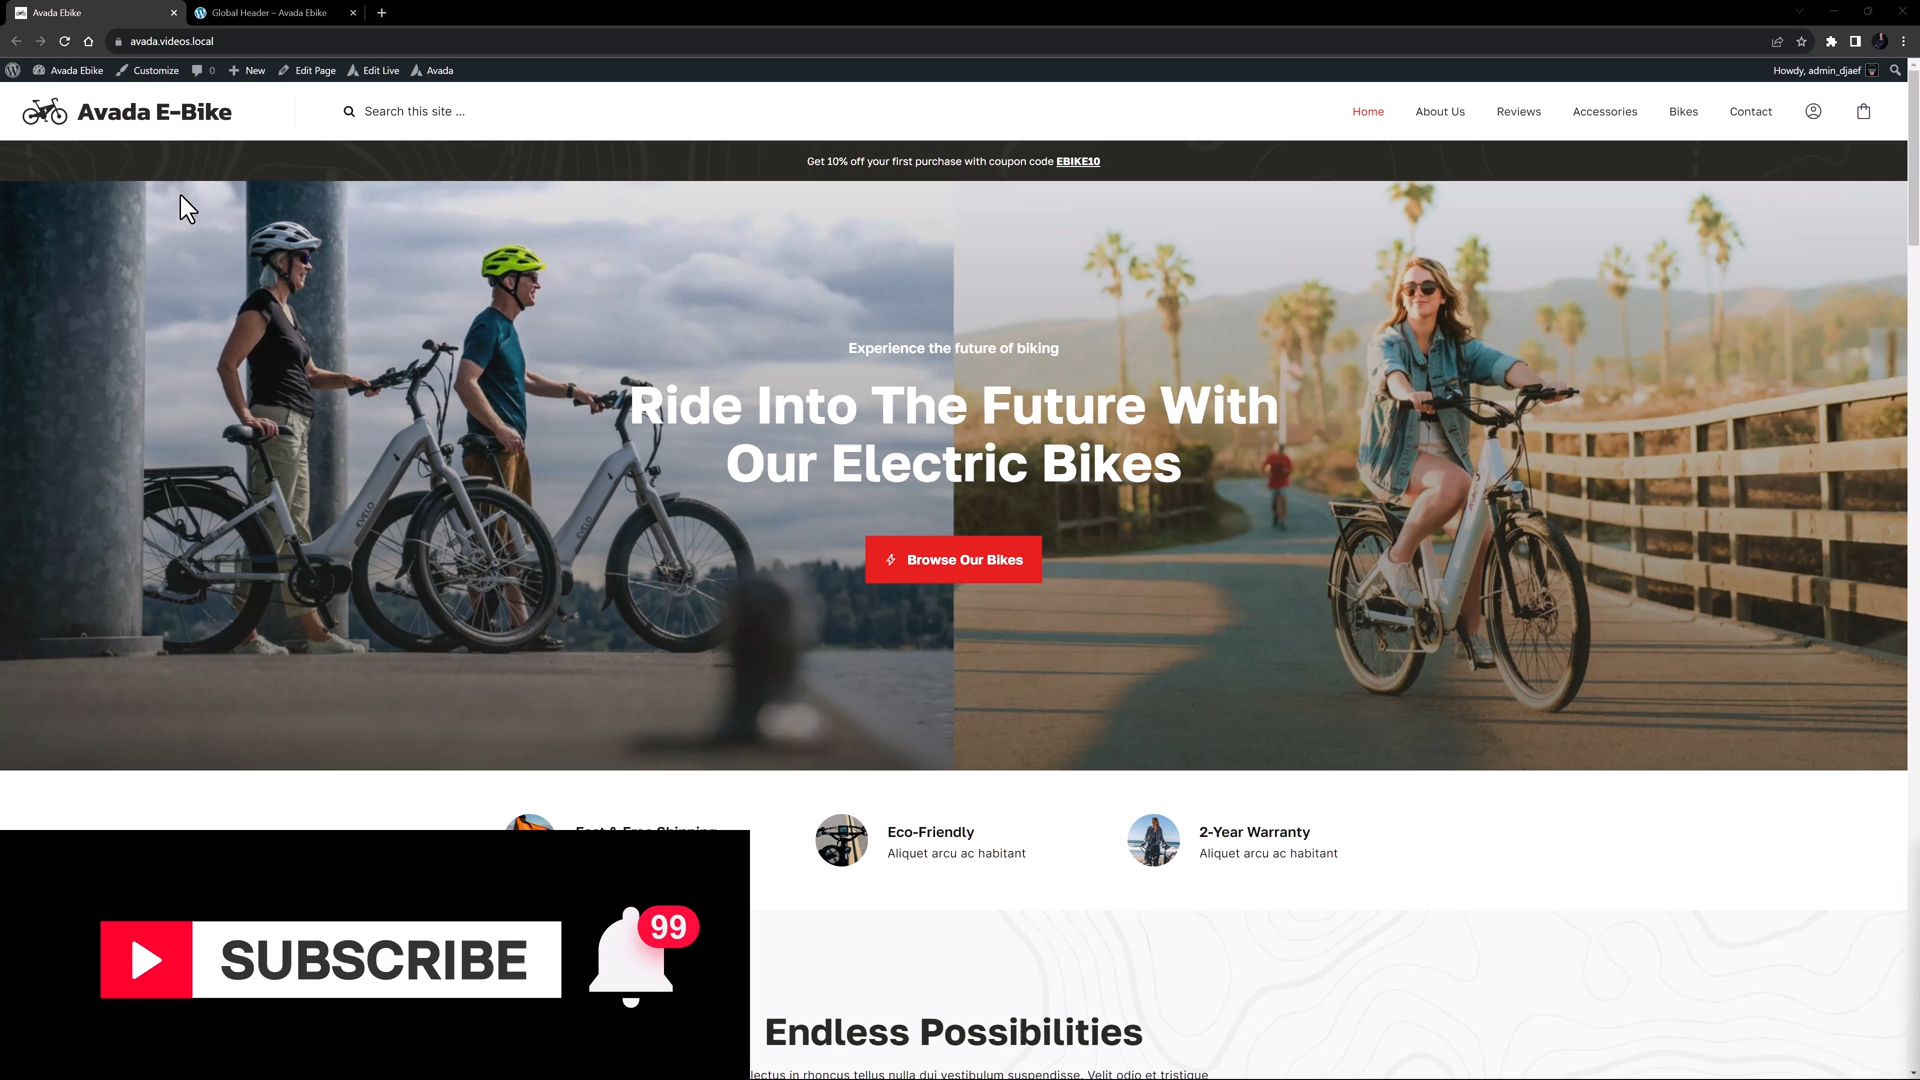 Avada Ebike
Global Header – Avada Ebike
avada.videos.local
Avada Ebike
Customize
0
New
Edit Page
Edit Live
Avada
Howdy, admin_djaef
Avada E-Bike
Search this site ...
Home
About Us
Reviews
Accessories
Bikes
Contact
Get 10% off your first purchase with coupon code EBIKE10
Experience the future of biking
Ride Into The Future With
Our Electric Bikes
Browse Our Bikes
Fast & Free Shipping
Eco-Friendly
Aliquet arcu ac habitant
2-Year Warranty
Aliquet arcu ac habitant
SUBSCRIBE
99
Endless Possibilities
lectus in rhoncus tellus nulla dui vestibulum suspendisse. Velit odio et tristique